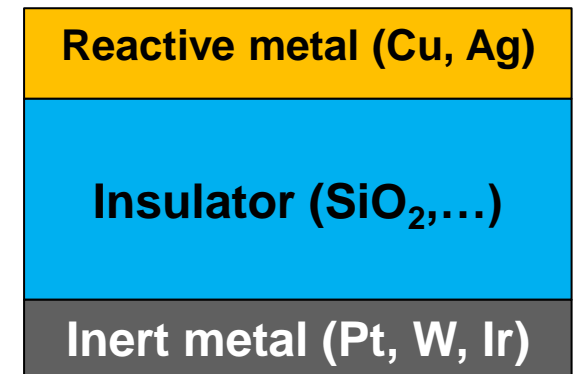 Reactive metal (Cu, Ag)
Insulator (SiO₂,…)
Inert metal (Pt, W, Ir)